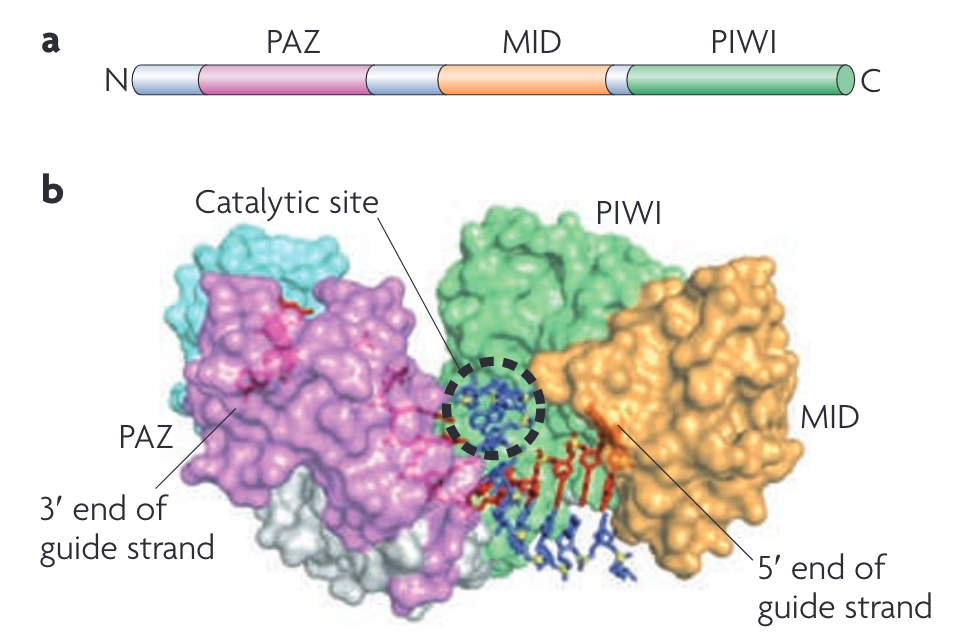 a
PAZ MID PIWI
N C
b
Catalytic site
PIWI
PAZ
MID
3′ end of
guide strand
5′ end of
guide strand